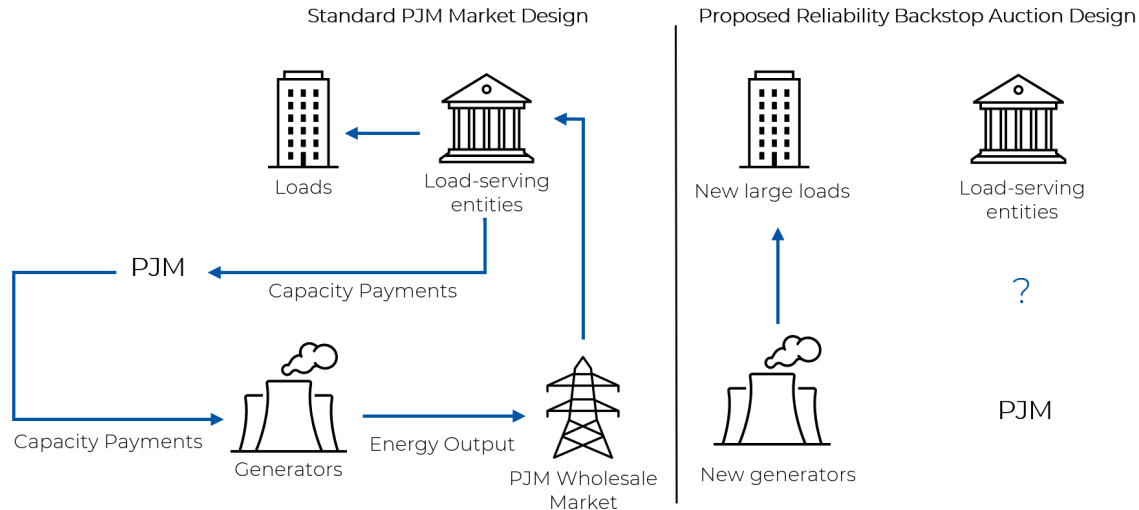 Standard PJM Market Design
Loads
Load-serving
entities
PJM
Capacity Payments
Capacity Payments
Generators
Energy Output
PJM Wholesale
Market
Proposed Reliability Backstop Auction Design
New large loads
Load-serving
entities
?
New generators
PJM